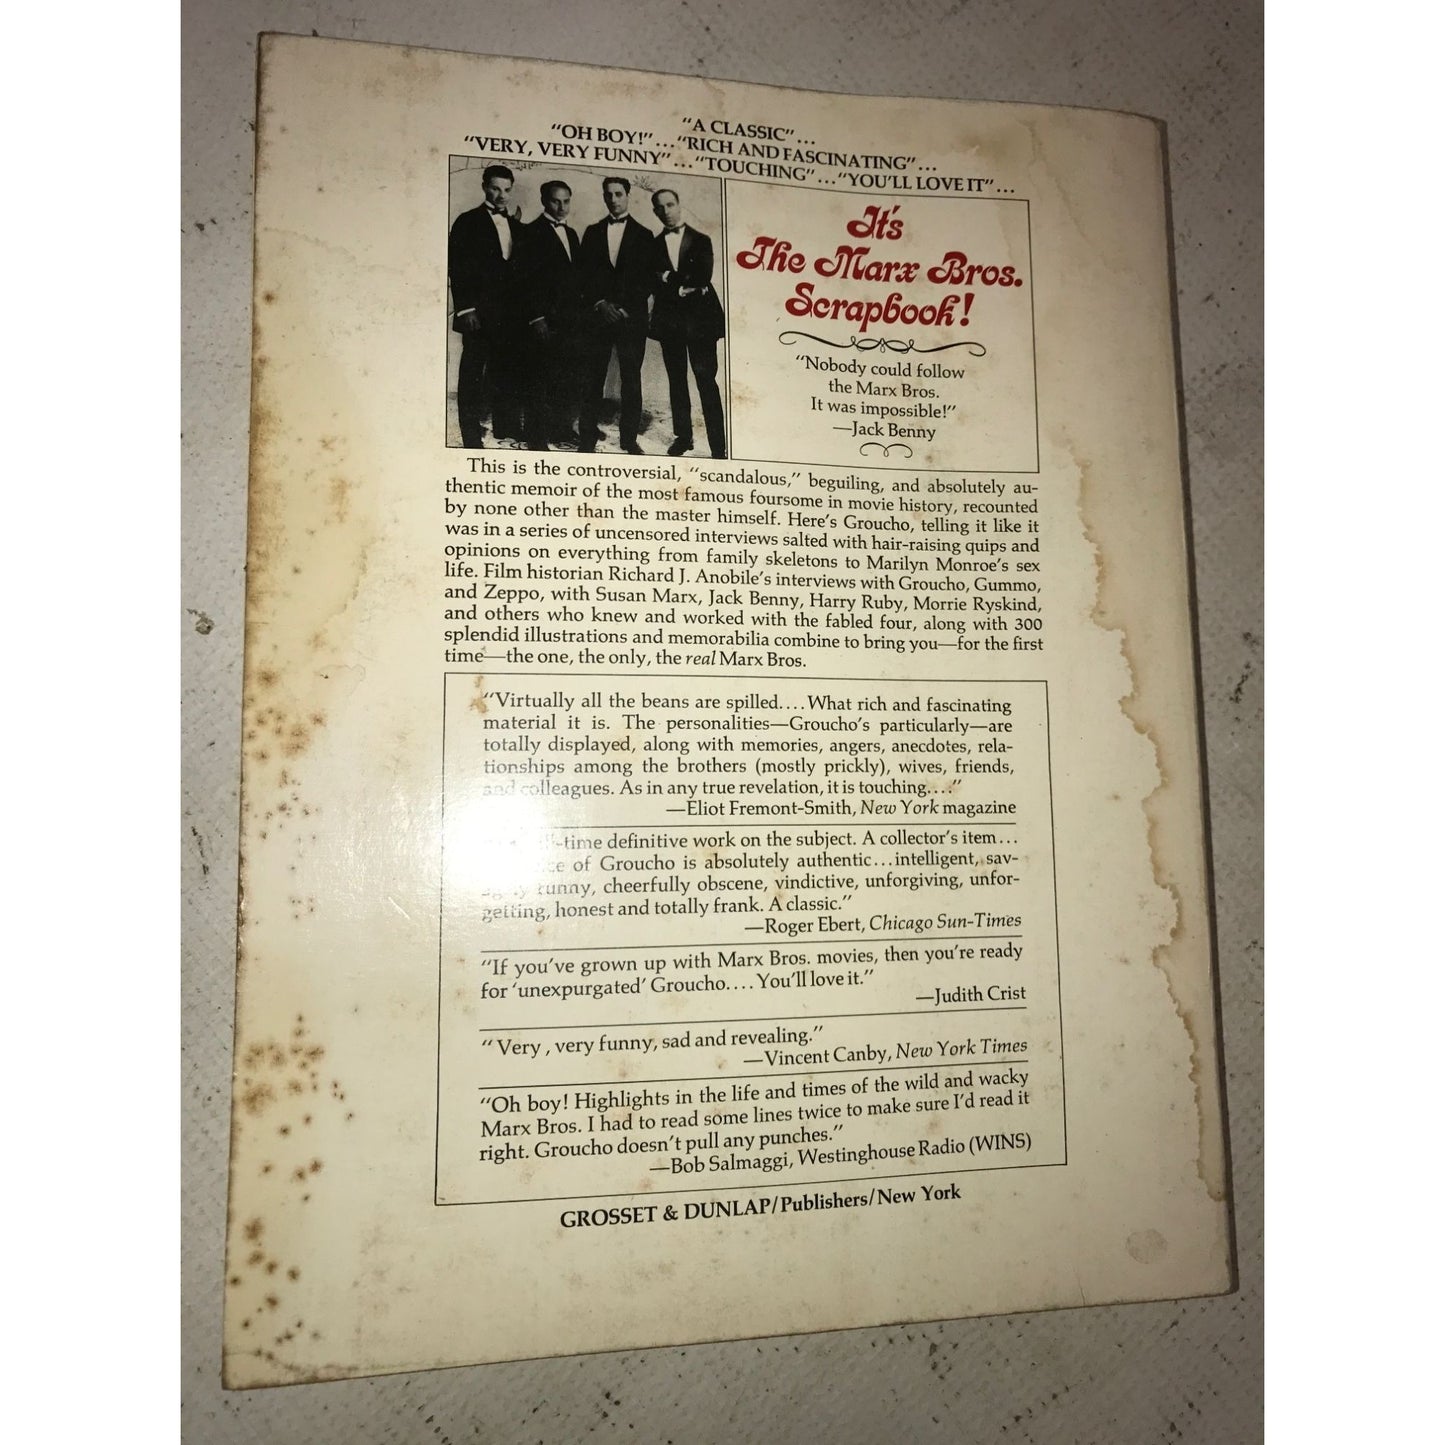 "A CLASSIC"...
"OH BOY!"..."RICH AND FASCINATING"...
"VERY, VERY FUNNY"..."TOUCHING"..."YOU'LL LOVE IT"...
It's
The Marx Bros.
Scrapbook!
"Nobody could follow
the Marx Bros.
It was impossible!"
—Jack Benny
This is the controversial, "scandalous," beguiling, and absolutely au-
thentic memoir of the most famous foursome in movie history, recounted
by none other than the master himself. Here's Groucho, telling it like it
was in a series of uncensored interviews salted with hair-raising quips and
opinions on everything from family skeletons to Marilyn Monroe's sex
life. Film historian Richard J. Anobile's interviews with Groucho, Gummo,
and Zeppo, with Susan Marx, Jack Benny, Harry Ruby, Morrie Ryskind,
and others who knew and worked with the fabled four, along with 300
splendid illustrations and memorabilia combine to bring you—for the first
time—the one, the only, the real Marx Bros.
"Virtually all the beans are spilled....What rich and fascinating
material it is. The personalities—Groucho's particularly—are
totally displayed, along with memories, angers, anecdotes, rela-
tionships among the brothers (mostly prickly), wives, friends,
and colleagues. As in any true revelation, it is touching...."
—Eliot Fremont-Smith, New York magazine
-time definitive work on the subject. A collector's item...
of Groucho is absolutely authentic...intelligent, sav-
funny, cheerfully obscene, vindictive, unforgiving, unfor-
getting, honest and totally frank. A classic."
—Roger Ebert, Chicago Sun-Times
"If you've grown up with Marx Bros. movies, then you're ready
for 'unexpurgated' Groucho....You'll love it."
—Judith Crist
"Very, very funny, sad and revealing."
—Vincent Canby, New York Times
"Oh boy! Highlights in the life and times of the wild and wacky
Marx Bros. I had to read some lines twice to make sure I'd read it
right. Groucho doesn't pull any punches."
—Bob Salmaggi, Westinghouse Radio (WINS)
GROSSET & DUNLAP/Publishers/New York